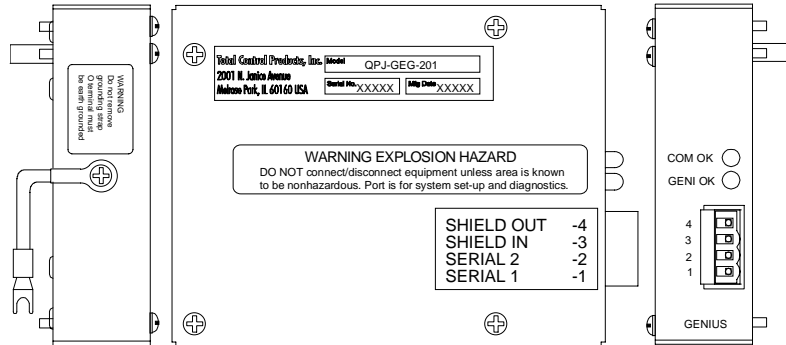 WARNING
Do not remove
grounding strap
O terminal must
be earth grounded
Total Control Products, Inc.
2001 N. Janice Avenue
Melrose Park, IL 60160 USA
Model
QPJ-GEG-201
Serial No. XXXXX
Mfg Date XXXXX
WARNING EXPLOSION HAZARD
DO NOT connect/disconnect equipment unless area is known
to be nonhazardous. Port is for system set-up and diagnostics.
SHIELD OUT -4
SHIELD IN -3
SERIAL 2 -2
SERIAL 1 -1
COM OK
GENI OK
4
3
2
1
GENIUS